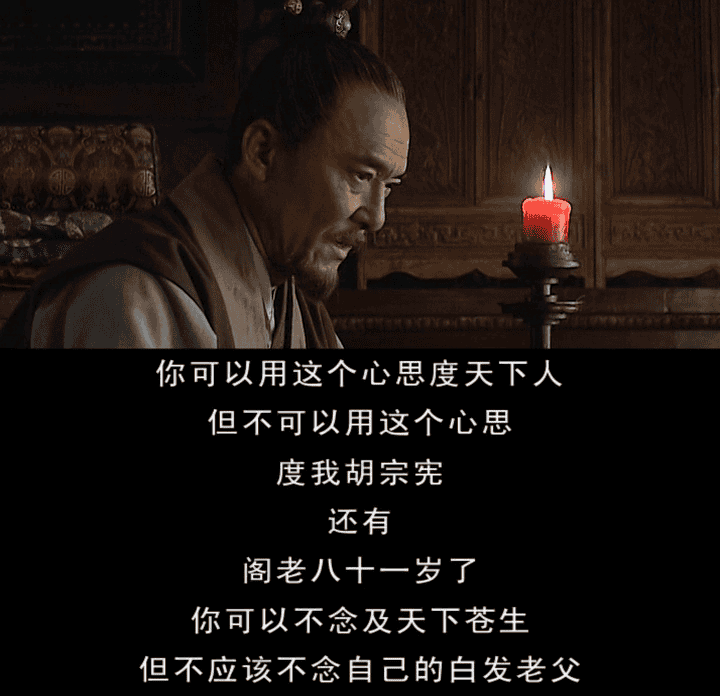 你可以用这个心思度天下人
但不可以用这个心思
度我胡宗宪
还有
阁老八十一岁了
你可以不念及天下苍生
但不应该不念自己的白发老父